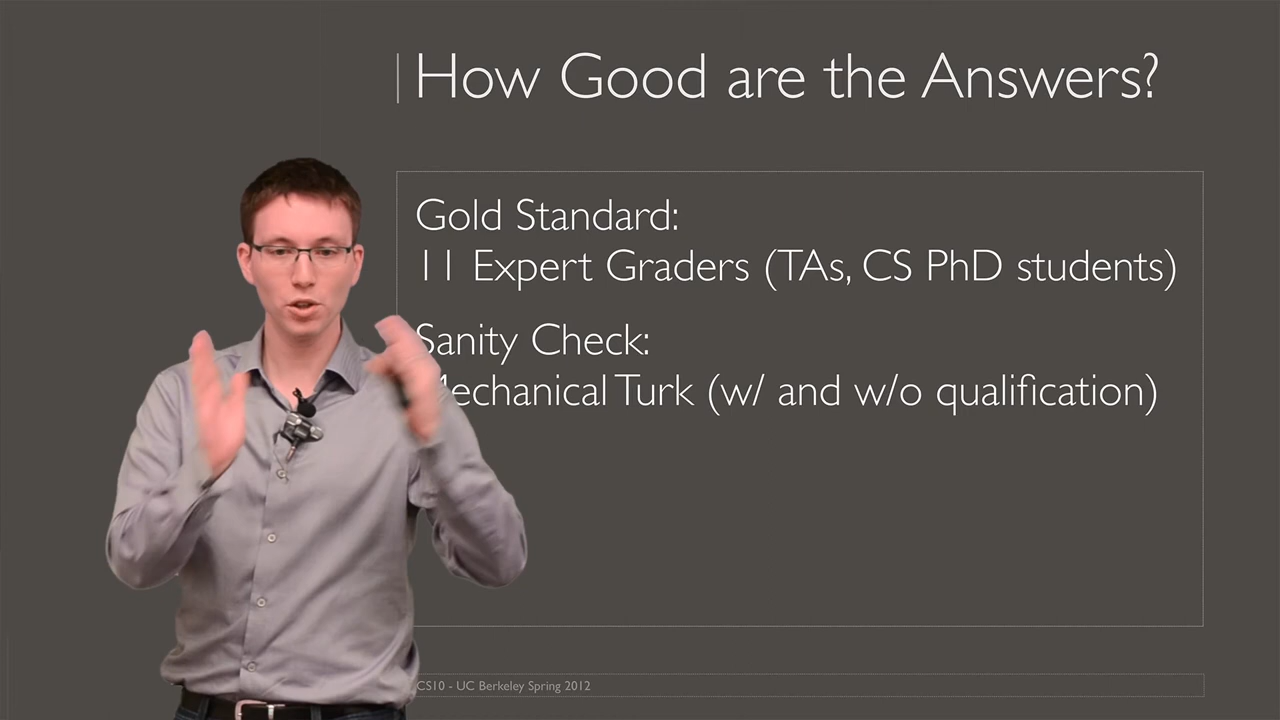 How Good are the Answers?
Gold Standard:
11 Expert Graders (TAs, CS PhD students)
Sanity Check:
Mechanical Turk (w/ and w/o qualification)
CS10 - UC Berkeley Spring 2012